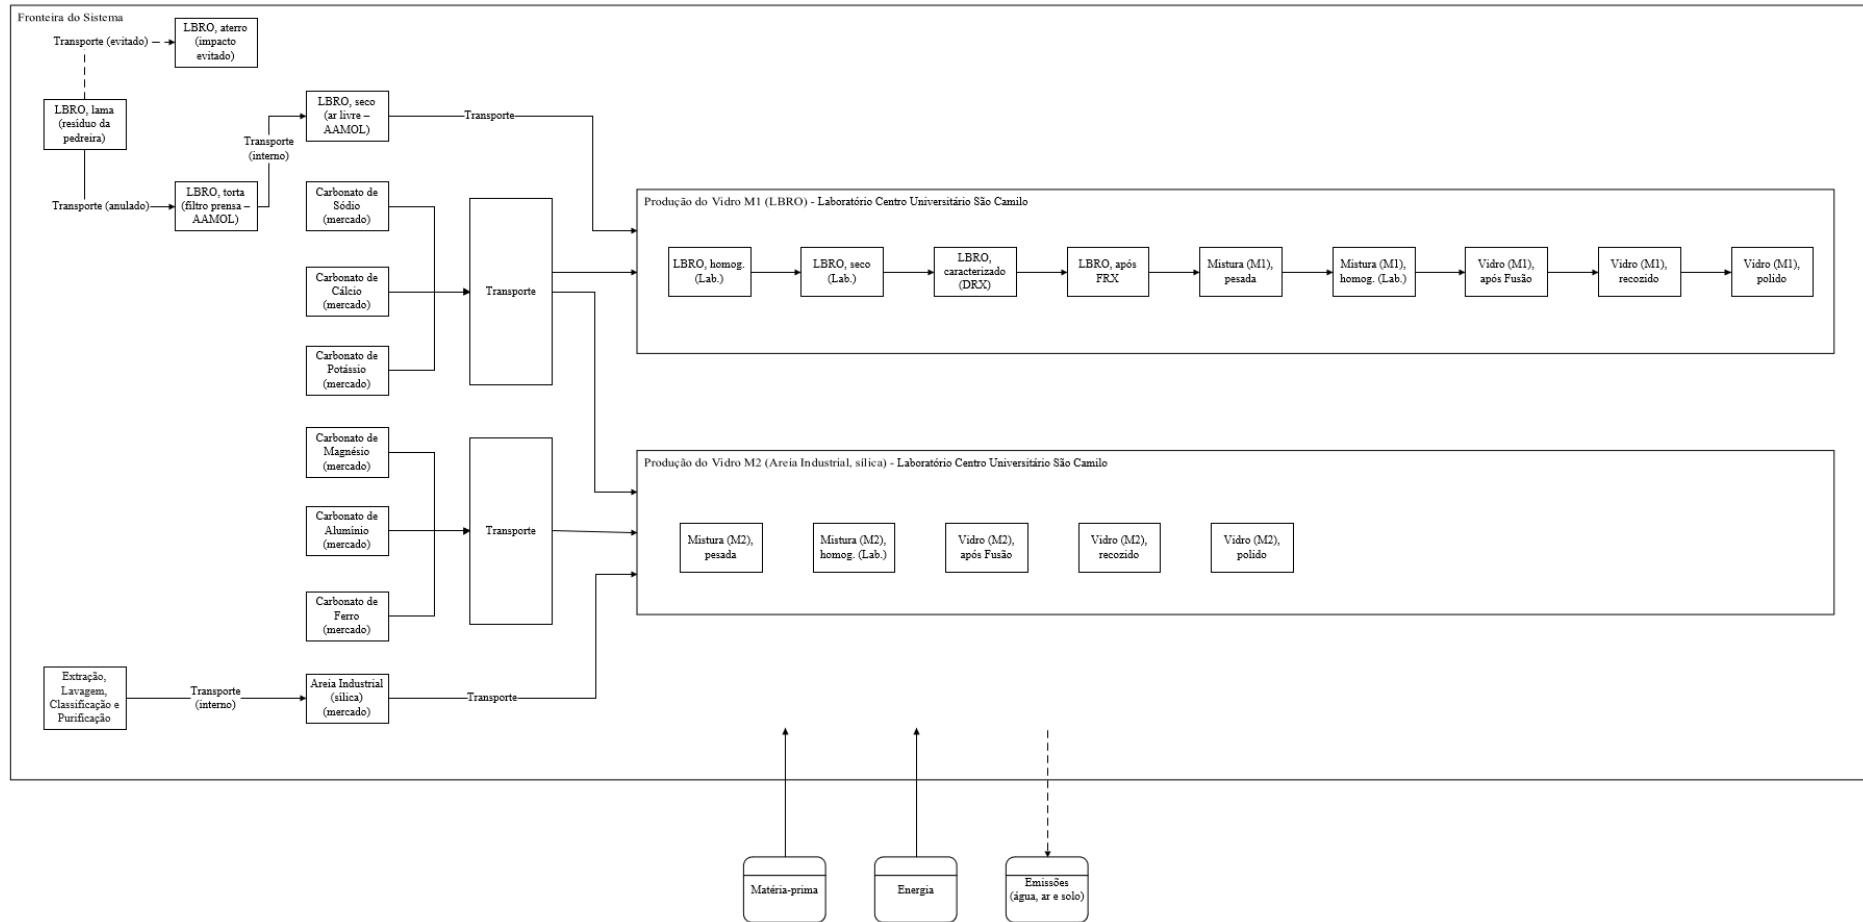 Fronteira do Sistema
Transporte (evitado)
LBRO, aterro
(impacto
evitado)
LBRO, lama
(resíduo da
pedreira)
Transporte (anulado)
LBRO, torta
(filtro prensa –
AAMOL)
Transporte
(interno)
LBRO, seco
(ar livre –
AAMOL)
Transporte
Carbonato de
Sódio
(mercado)
Carbonato de
Cálcio
(mercado)
Carbonato de
Potássio
(mercado)
Transporte
Carbonato de
Magnésio
(mercado)
Carbonato de
Alumínio
(mercado)
Carbonato de
Ferro
(mercado)
Transporte
Extração,
Lavagem,
Classificação e
Purificação
Transporte
(interno)
Areia Industrial
(sílica)
(mercado)
Transporte
Produção do Vidro M1 (LBRO) - Laboratório Centro Universitário São Camilo
LBRO, homog.
(Lab.)
LBRO, seco
(Lab.)
LBRO,
caracterizado
(DRX)
LBRO, após
FRX
Mistura (M1),
pesada
Mistura (M1),
homog. (Lab.)
Vidro (M1),
após Fusão
Vidro (M1),
recozido
Vidro (M1),
polido
Produção do Vidro M2 (Areia Industrial, sílica) - Laboratório Centro Universitário São Camilo
Mistura (M2),
pesada
Mistura (M2),
homog. (Lab.)
Vidro (M2),
após Fusão
Vidro (M2),
recozido
Vidro (M2),
polido
Matéria-prima
Energia
Emissões
(água, ar e solo)